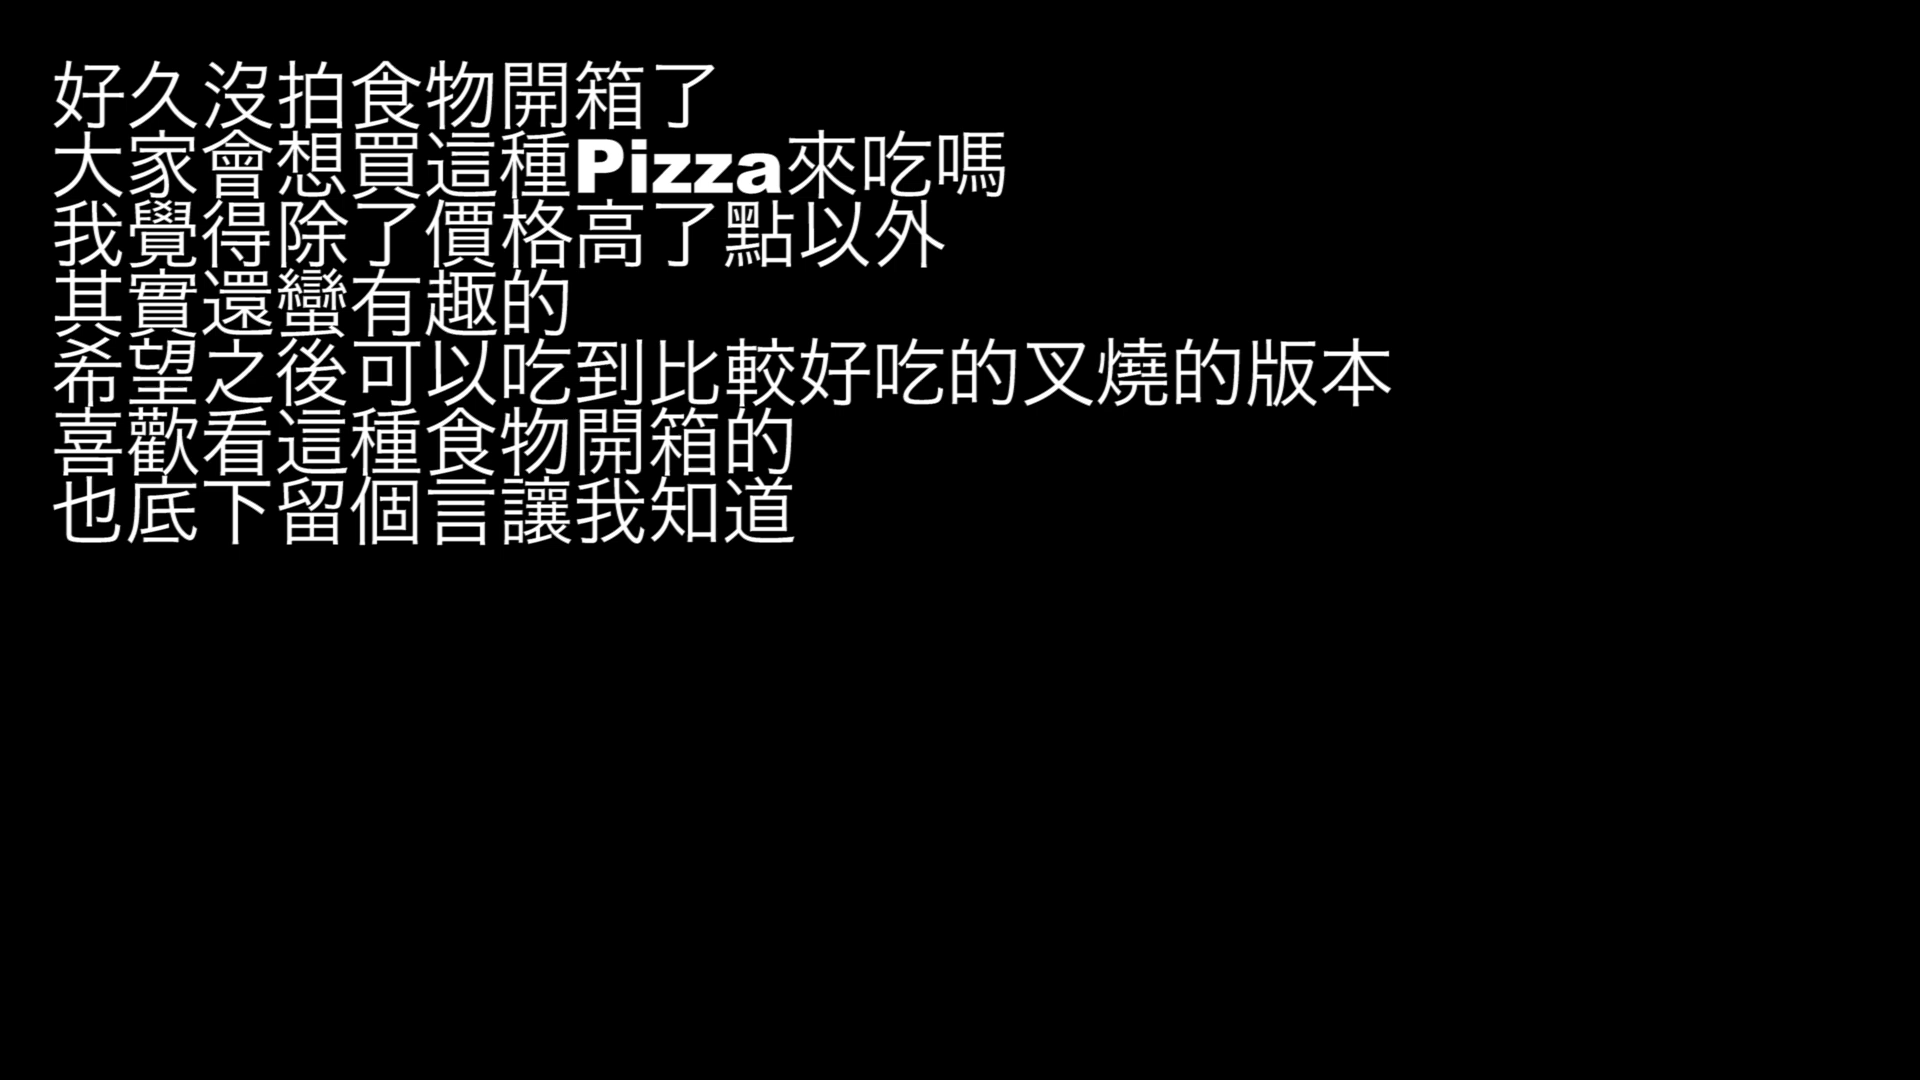 好久沒拍食物開箱了
大家會想買這種Pizza來吃嗎
我覺得除了價格高了點以外
其實還蠻有趣的
希望之後可以吃到比較好吃的叉燒的版本
喜歡看這種食物開箱的
也底下留個言讓我知道